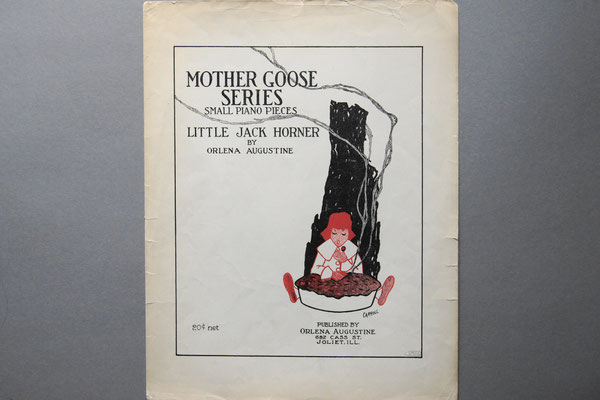 MOTHER GOOSE
SERIES
SMALL PIANO PIECES
LITTLE JACK HORNER
BY
ORLENA AUGUSTINE
20¢ net
PUBLISHED BY
ORLENA AUGUSTINE
682 CASS ST.
JOLIET. ILL.